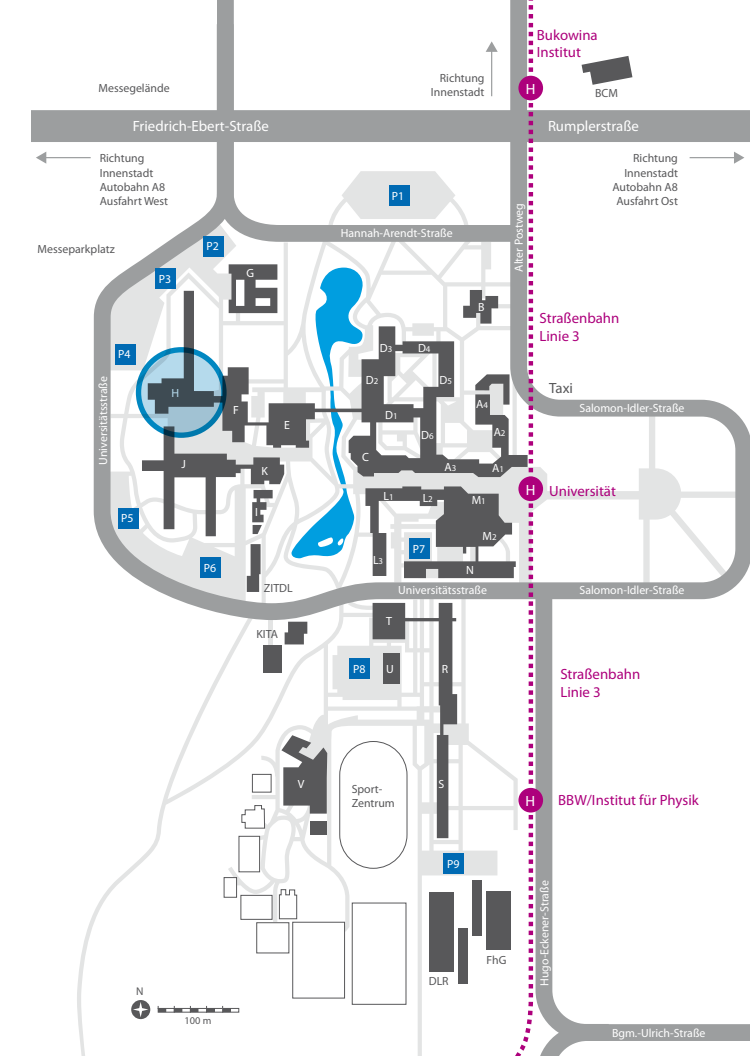 Bukowina
Institut
Richtung
Innenstadt
H
BCM
Messegelände
Friedrich-Ebert-Straße
Rumplerstraße
Richtung
Innenstadt
Autobahn A8
Ausfahrt West
Richtung
Innenstadt
Autobahn A8
Ausfahrt Ost
P1
Hannah-Arendt-Straße
Alter Postweg
Messeparkplatz
P2
P3
G
B
P4
Straßenbahn
Linie 3
D3
D4
D2
D5
Taxi
H
F
E
D1
A4
Salomon-Idler-Straße
Universitätsstraße
D6
A2
C
A3
A1
J
K
H
Universität
L1
L2
M1
I
P5
M2
P7
L3
N
P6
ZITDL
Universitätsstraße
Salomon-Idler-Straße
T
KITA
P8
U
R
Straßenbahn
Linie 3
V
Sport-
Zentrum
S
H
BBW/Institut für Physik
P9
Hugo-Eckener-Straße
FhG
DLR
N
100 m
Bgm.-Ulrich-Straße